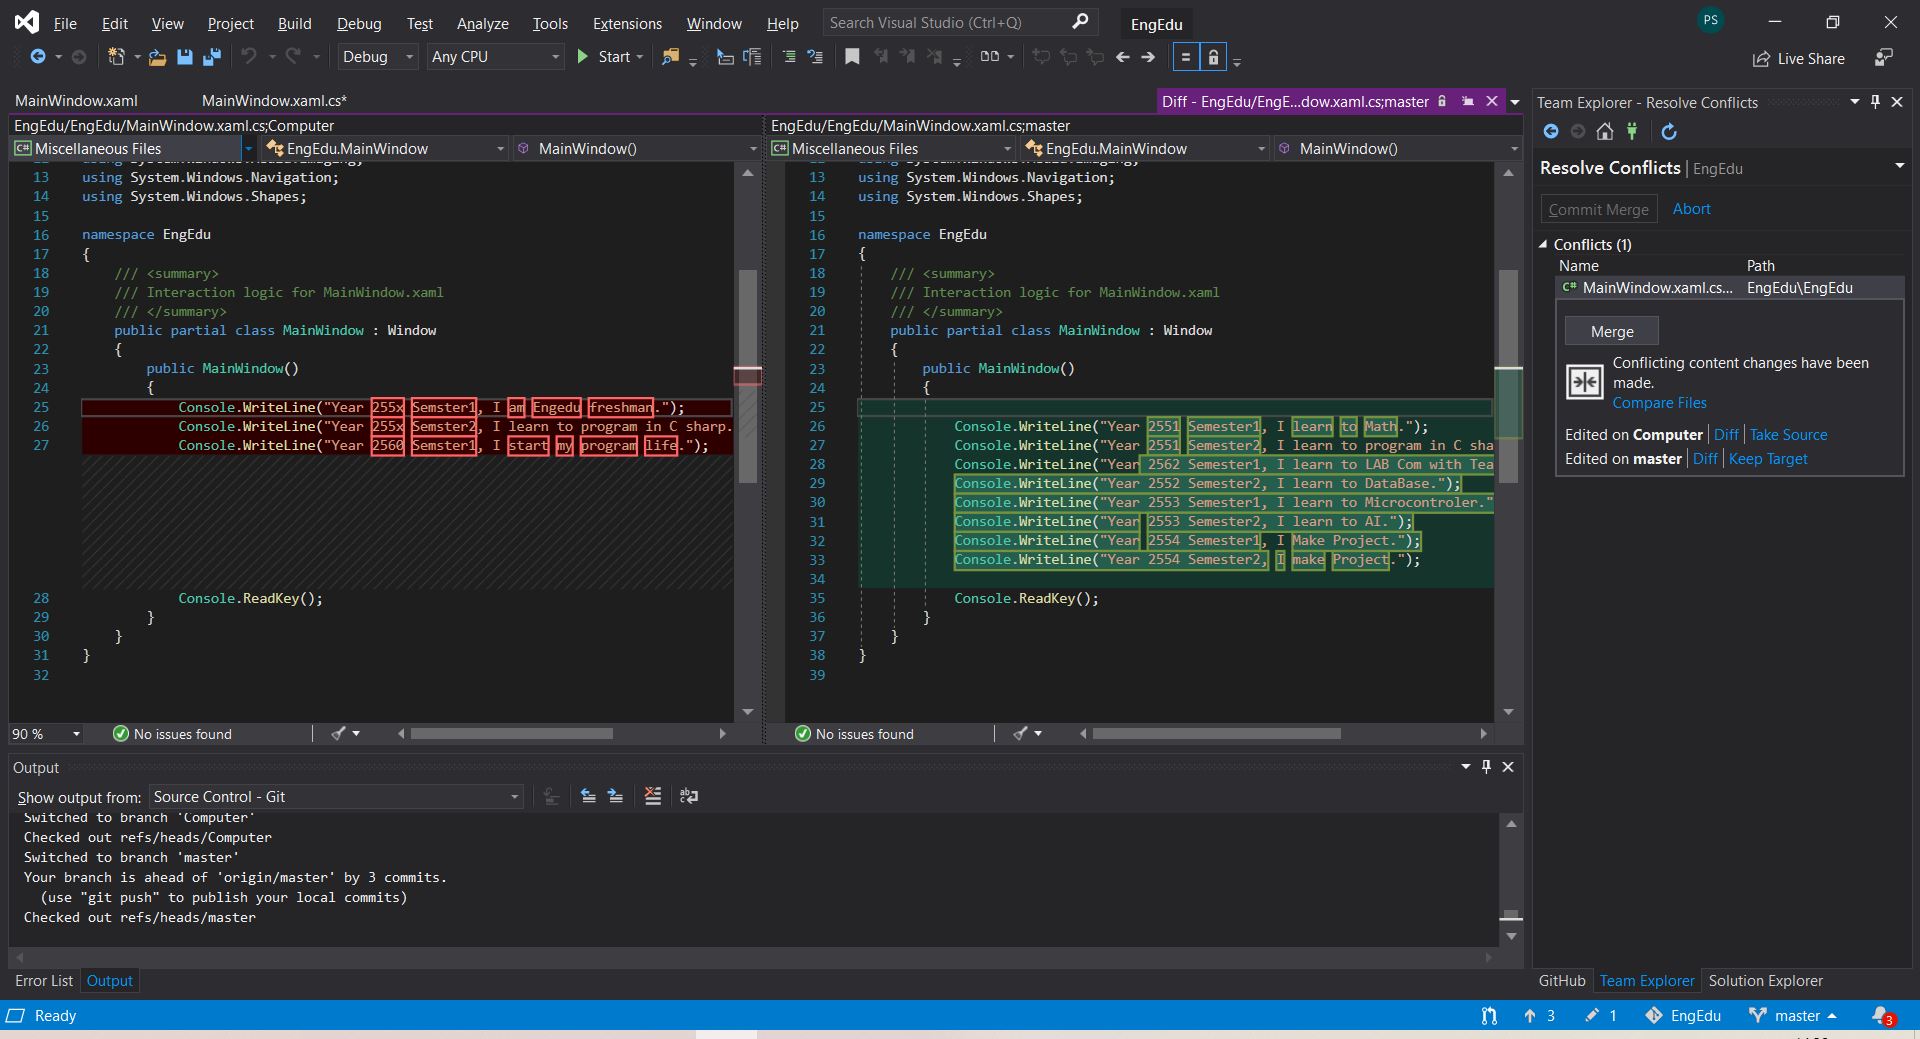 File Edit View Project Build Debug Test Analyze Tools Extensions Window Help Search Visual Studio (Ctrl+Q) EngEdu PS
Debug Any CPU Start Live Share
MainWindow.xaml MainWindow.xaml.cs* Diff - EngEdu/EngE...dow.xaml.cs;master
EngEdu/EngEdu/MainWindow.xaml.cs;Computer
Miscellaneous Files EngEdu.MainWindow MainWindow()
13 using System.Windows.Navigation;
14 using System.Windows.Shapes;
15
16 namespace EngEdu
17 {
18 /// <summary>
19 /// Interaction logic for MainWindow.xaml
20 /// </summary>
21 public partial class MainWindow : Window
22 {
23 public MainWindow()
24 {
25 Console.WriteLine("Year 255x Semster1, I am Engedu freshman.");
26 Console.WriteLine("Year 255x Semster2, I learn to program in C sharp.
27 Console.WriteLine("Year 2560 Semster1, I start my program life.");
28 Console.ReadKey();
29 }
30 }
31 }
32
90 % No issues found
EngEdu/EngEdu/MainWindow.xaml.cs;master
Miscellaneous Files EngEdu.MainWindow MainWindow()
13 using System.Windows.Navigation;
14 using System.Windows.Shapes;
15
16 namespace EngEdu
17 {
18 /// <summary>
19 /// Interaction logic for MainWindow.xaml
20 /// </summary>
21 public partial class MainWindow : Window
22 {
23 public MainWindow()
24 {
25
26 Console.WriteLine("Year 2551 Semester1, I learn to Math.");
27 Console.WriteLine("Year 2551 Semester2, I learn to program in C sha
28 Console.WriteLine("Year 2562 Semester1, I learn to LAB Com with Tea
29 Console.WriteLine("Year 2552 Semester2, I learn to DataBase.");
30 Console.WriteLine("Year 2553 Semester1, I learn to Microcontroler."
31 Console.WriteLine("Year 2553 Semester2, I learn to AI.");
32 Console.WriteLine("Year 2554 Semester1, I Make Project.");
33 Console.WriteLine("Year 2554 Semester2, I make Project.");
34
35 Console.ReadKey();
36 }
37 }
38 }
39
No issues found
Team Explorer - Resolve Conflicts
Resolve Conflicts | EngEdu
Commit Merge Abort
Conflicts (1)
Name Path
C# MainWindow.xaml.cs... EngEdu\EngEdu
Merge
Conflicting content changes have been
made.
Compare Files
Edited on Computer | Diff | Take Source
Edited on master | Diff | Keep Target
Output
Show output from: Source Control - Git
Switched to branch 'Computer'
Checked out refs/heads/Computer
Switched to branch 'master'
Your branch is ahead of 'origin/master' by 3 commits.
(use "git push" to publish your local commits)
Checked out refs/heads/master
Error List Output
GitHub Team Explorer Solution Explorer
Ready 3 1 EngEdu master 3